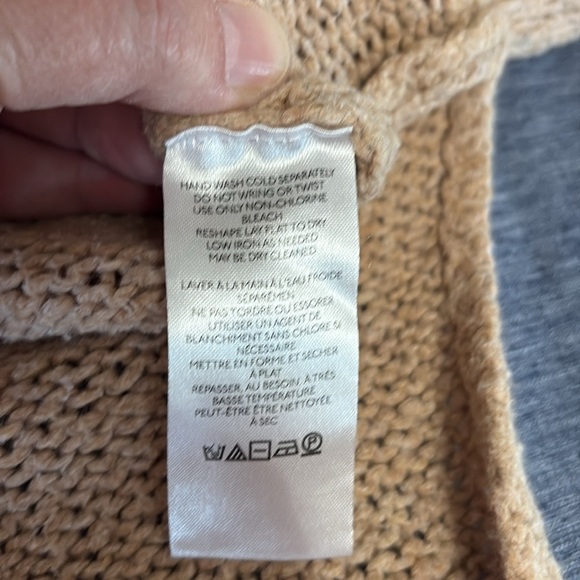 HAND WASH COLD SEPARATELY
DO NOT WRING OR TWIST
USE ONLY NON-CHLORINE
BLEACH
RESHAPE LAY FLAT TO DRY
LOW IRON AS NEEDED
MAY BE DRY CLEANED
LAVER À LA MAIN À L'EAU FROIDE
SÉPARÉMEN
NE PAS TORDRE OU ESSORER
UTILISER UN AGENT DE
BLANCHIMENT SANS CHLORE SI
NÉCESSAIRE
METTRE EN FORME ET SÉCHER
À PLAT
REPASSER, AU BESOIN, À TRÈS
BASSE TEMPÉRATURE
PEUT-ÊTRE ÊTRE NETTOYÉE
À SEC
P